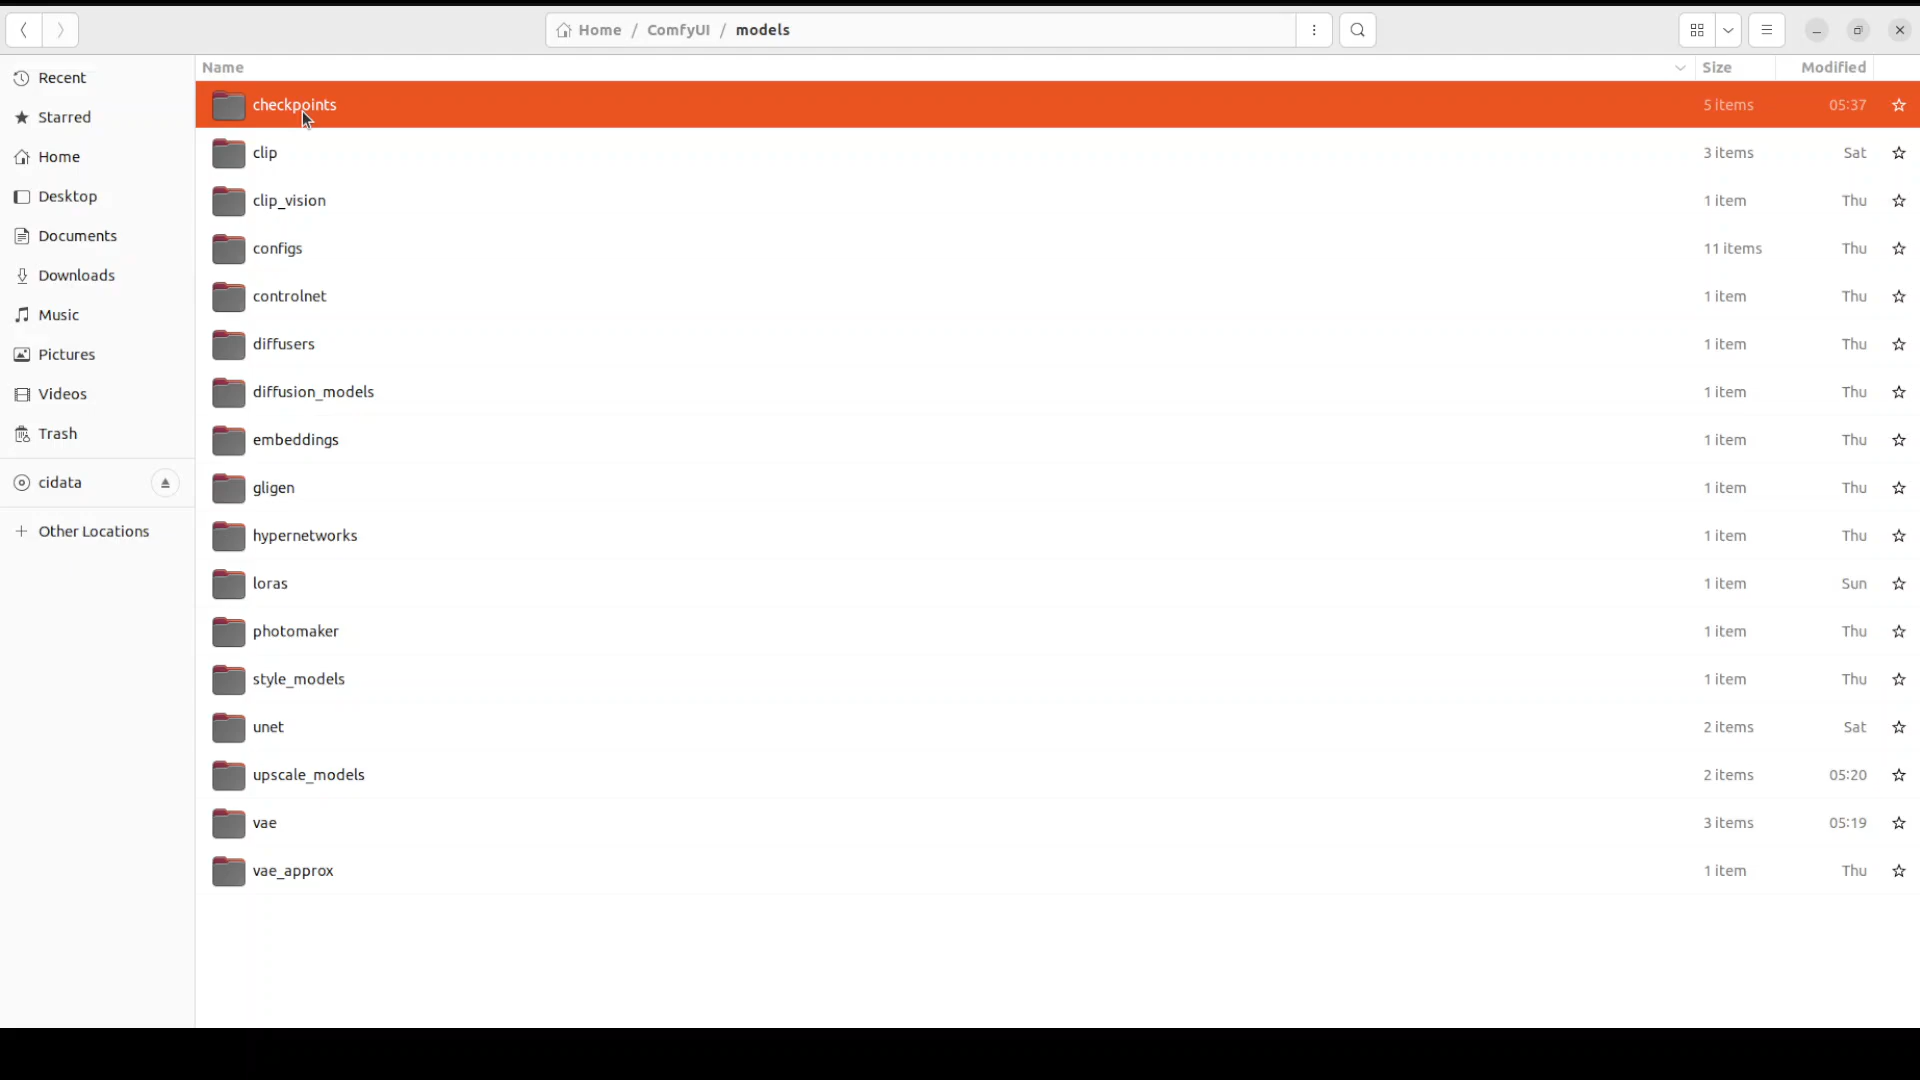 Home / ComfyUI / models
Name Size Modified
Recent
Starred
Home
Desktop
Documents
Downloads
Music
Pictures
Videos
Trash
cidata
Other Locations
checkpoints 5 items 05:37
clip 3 items Sat
clip_vision 1 item Thu
configs 11 items Thu
controlnet 1 item Thu
diffusers 1 item Thu
diffusion_models 1 item Thu
embeddings 1 item Thu
gligen 1 item Thu
hypernetworks 1 item Thu
loras 1 item Sun
photomaker 1 item Thu
style_models 1 item Thu
unet 2 items Sat
upscale_models 2 items 05:20
vae 3 items 05:19
vae_approx 1 item Thu